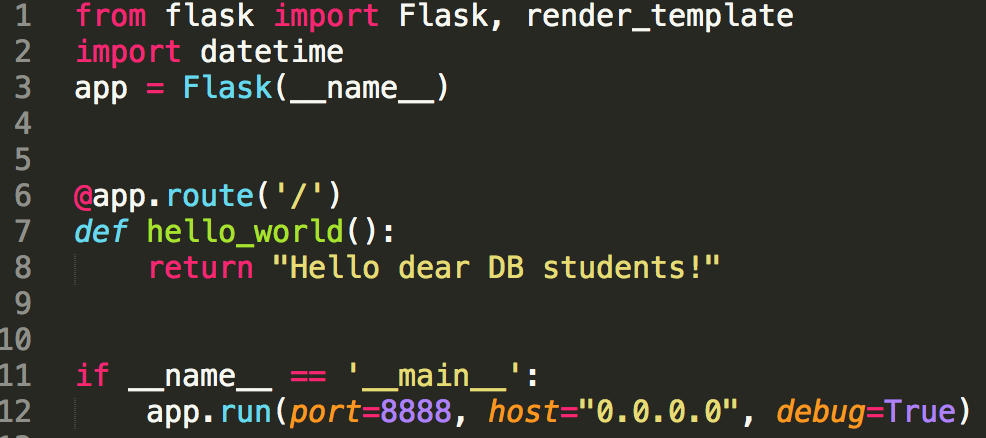 1 from flask import Flask, render_template
2 import datetime
3 app = Flask(__name__)
4
5
6 @app.route('/')
7 def hello_world():
8     return "Hello dear DB students!"
9
10
11 if __name__ == '__main__':
12     app.run(port=8888, host="0.0.0.0", debug=True)